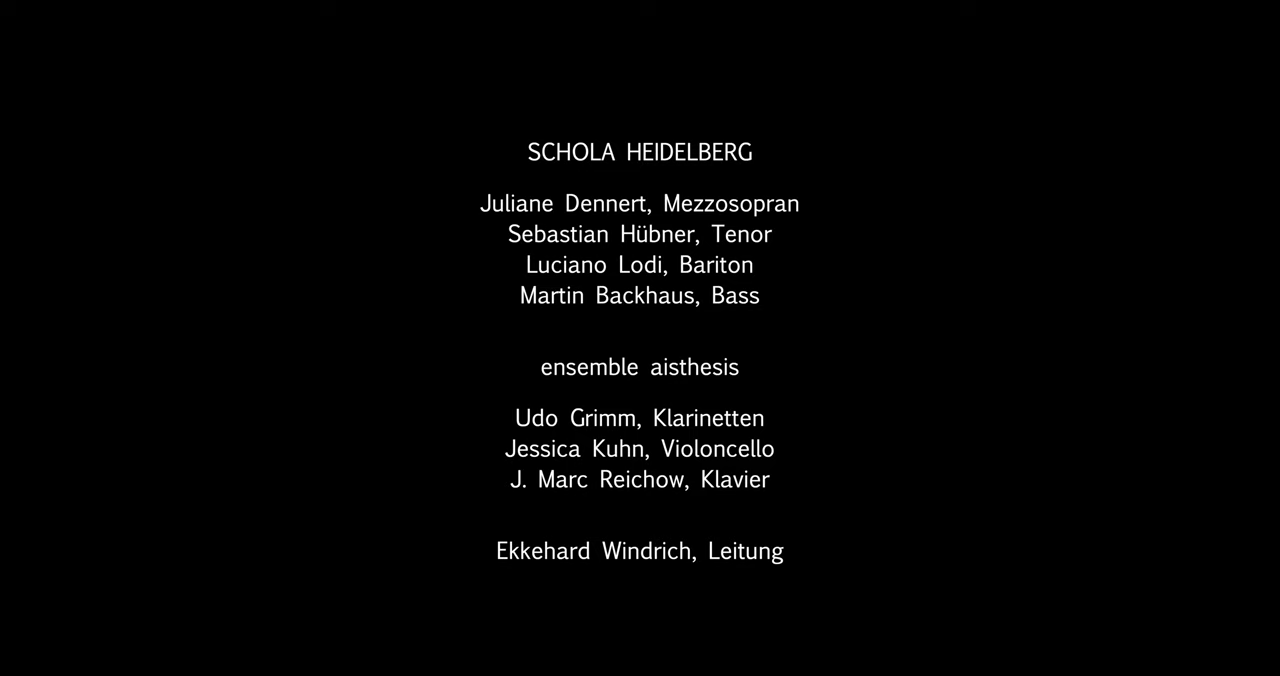 SCHOLA HEIDELBERG
Juliane Dennert, Mezzosopran
Sebastian Hübner, Tenor
Luciano Lodi, Bariton
Martin Backhaus, Bass
ensemble aisthesis
Udo Grimm, Klarinetten
Jessica Kuhn, Violoncello
J. Marc Reichow, Klavier
Ekkehard Windrich, Leitung